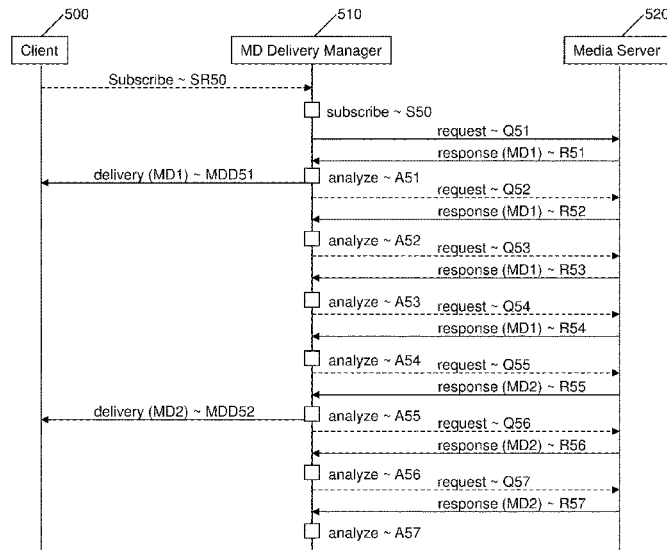 500
510
520
Client
MD Delivery Manager
Media Server
Subscribe ~ SR50
subscribe ~ S50
request ~ Q51
response (MD1) ~ R51
delivery (MD1) ~ MDD51
analyze ~ A51
request ~ Q52
response (MD1) ~ R52
analyze ~ A52
request ~ Q53
response (MD1) ~ R53
analyze ~ A53
request ~ Q54
response (MD1) ~ R54
analyze ~ A54
request ~ Q55
response (MD2) ~ R55
delivery (MD2) ~ MDD52
analyze ~ A55
request ~ Q56
response (MD2) ~ R56
analyze ~ A56
request ~ Q57
response (MD2) ~ R57
analyze ~ A57